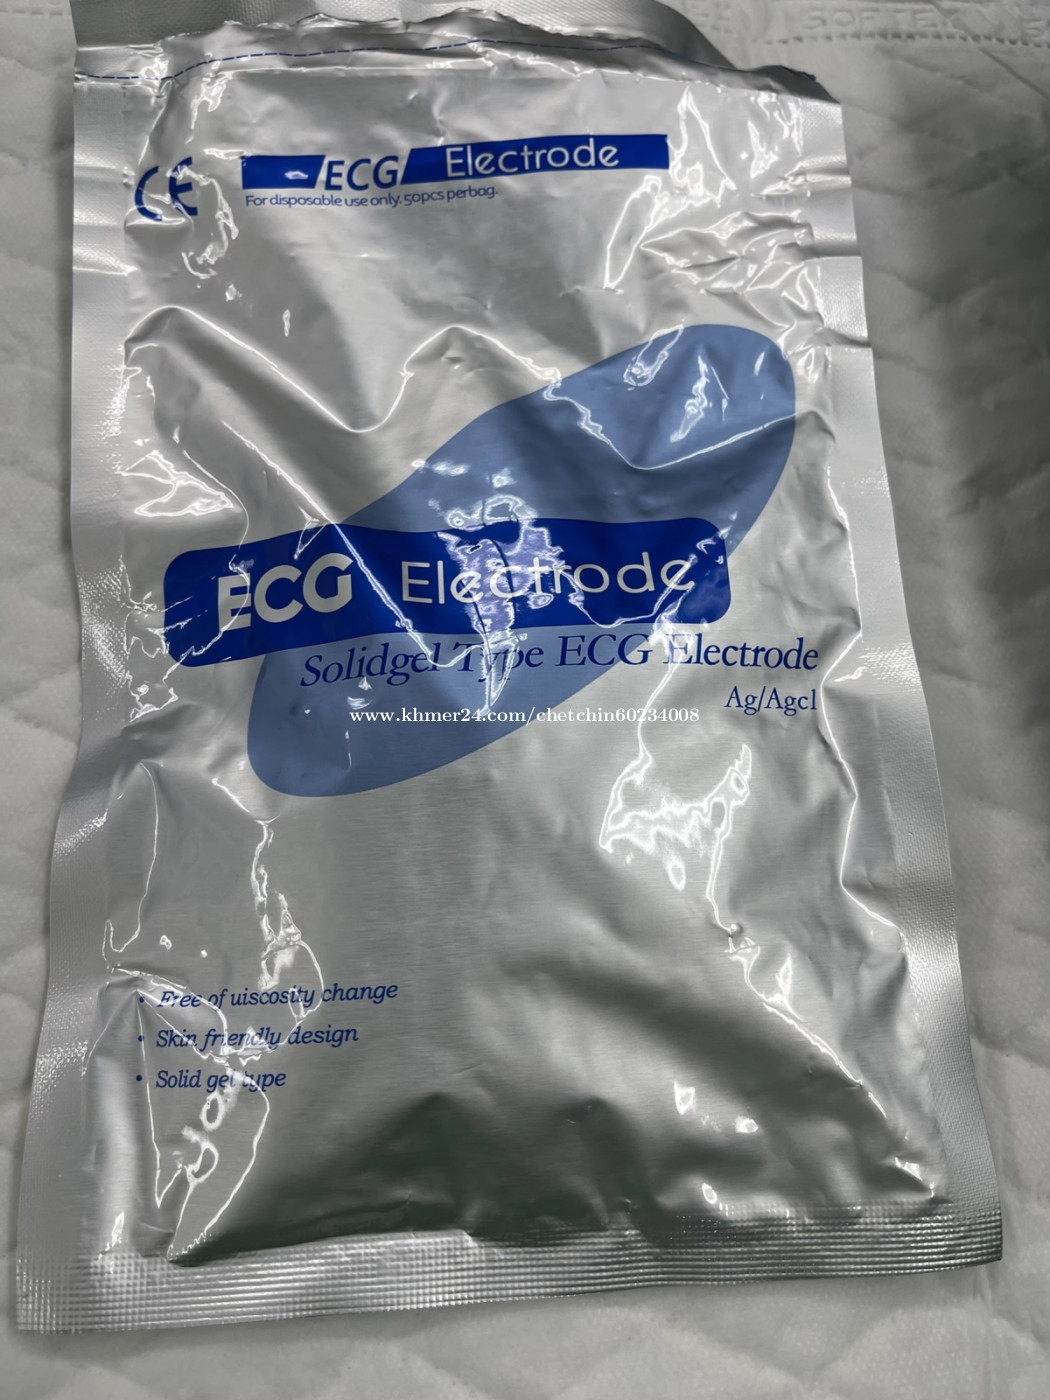 SOFTEX
CE
ECG Electrode
For disposable use only. 50pcs perbag.
ECG Electrode
Solidgel Type ECG Electrode
Ag/Agcl
www.khmer24.com/chetchin60234008
• Free of uiscosity change
• Skin friendly design
• Solid gel type